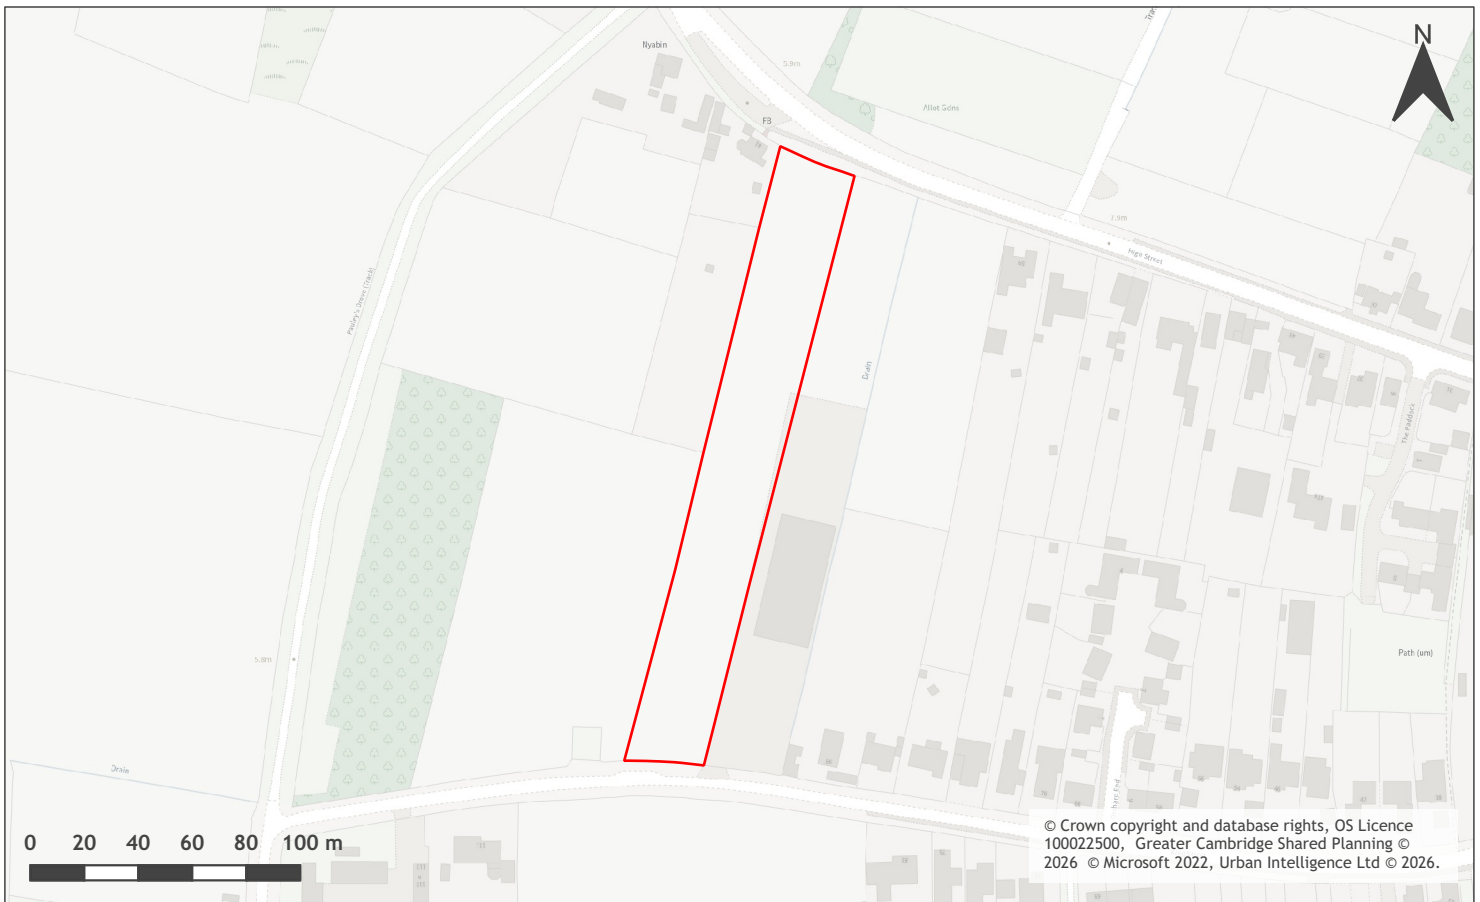 N
Nyabin
5.9m
Allot Gdns
FB
7.9m
High Street
Pauley's Drove (Track)
Drain
The Paddock
Path (um)
5.8m
Drain
0 20 40 60 80 100 m
© Crown copyright and database rights, OS Licence
100022500, Greater Cambridge Shared Planning ©
2026 © Microsoft 2022, Urban Intelligence Ltd © 2026.